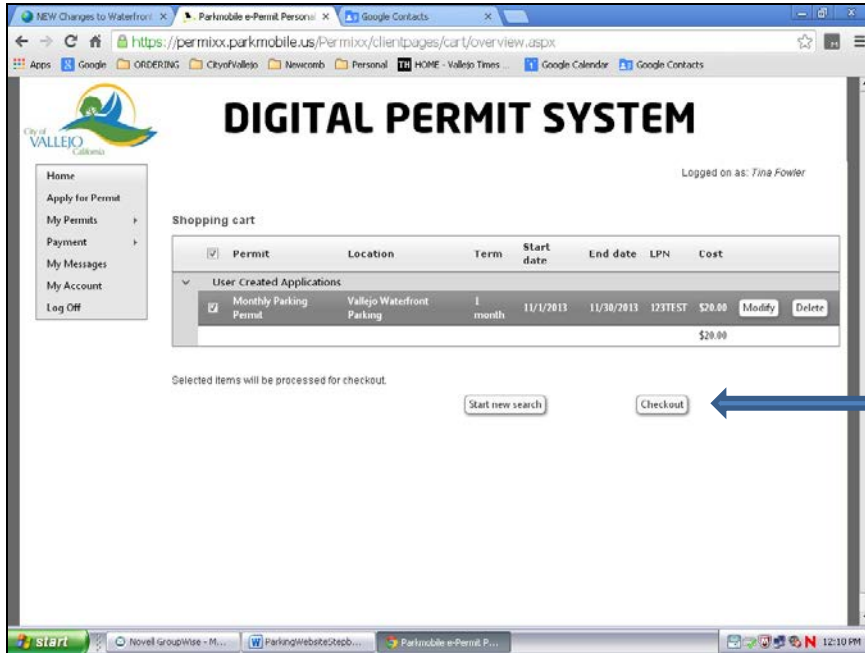 NEW Changes to Waterfront
Parkmobile e-Permit Personal
Google Contacts
https://permixx.parkmobile.us/Permixx/clientpages/cart/overview.aspx
Apps Google ORDERING CityofVallejo Newcomb Personal TH HOME - Vallejo Times ... Google Calendar Google Contacts
City of
VALLEJO
California
DIGITAL PERMIT SYSTEM
Logged on as: Tina Fowler
Home
Apply for Permit
My Permits
Payment
My Messages
My Account
Log Off
Shopping cart
Permit Location Term Start date End date LPN Cost
User Created Applications
Monthly Parking Permit Vallejo Waterfront Parking 1 month 11/1/2013 11/30/2013 123TEST $20.00 Modify Delete
$20.00
Selected items will be processed for checkout.
Start new search Checkout
start Novell GroupWise - M... ParkingWebsiteStepb... Parkmobile e-Permit P... 12:10 PM